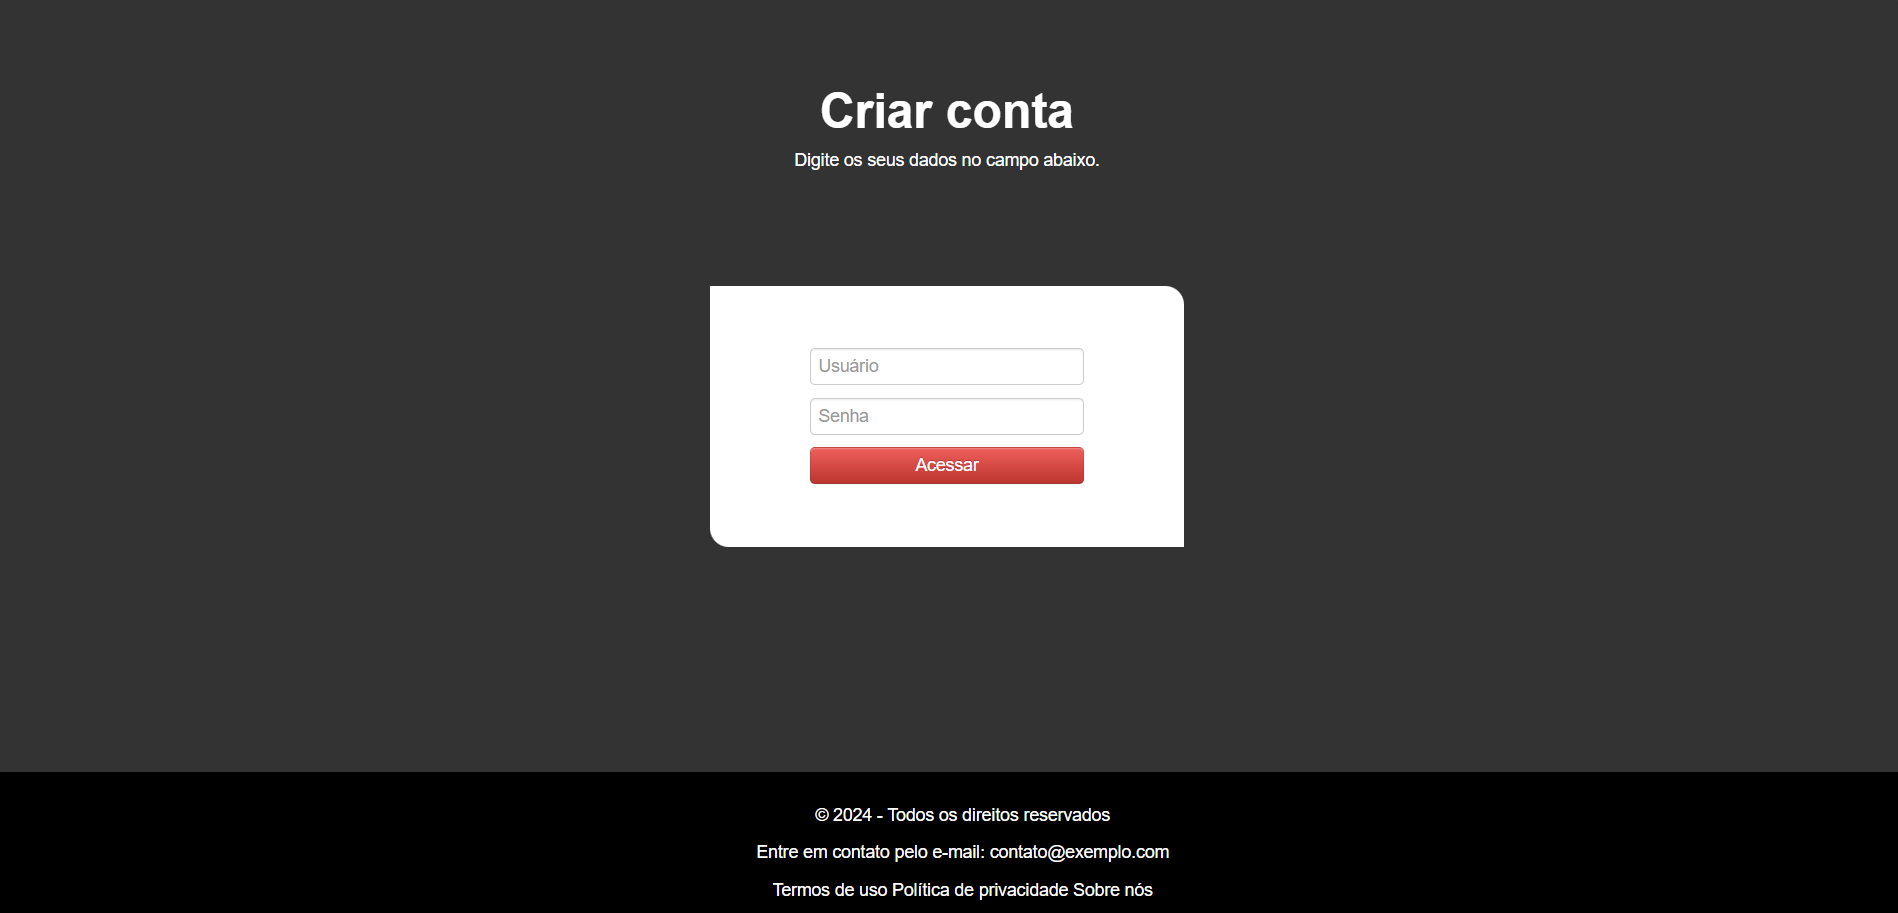 Criar conta
Digite os seus dados no campo abaixo.
Usuário
Senha
Acessar
© 2024 - Todos os direitos reservados
Entre em contato pelo e-mail: contato@exemplo.com
Termos de uso Política de privacidade Sobre nós